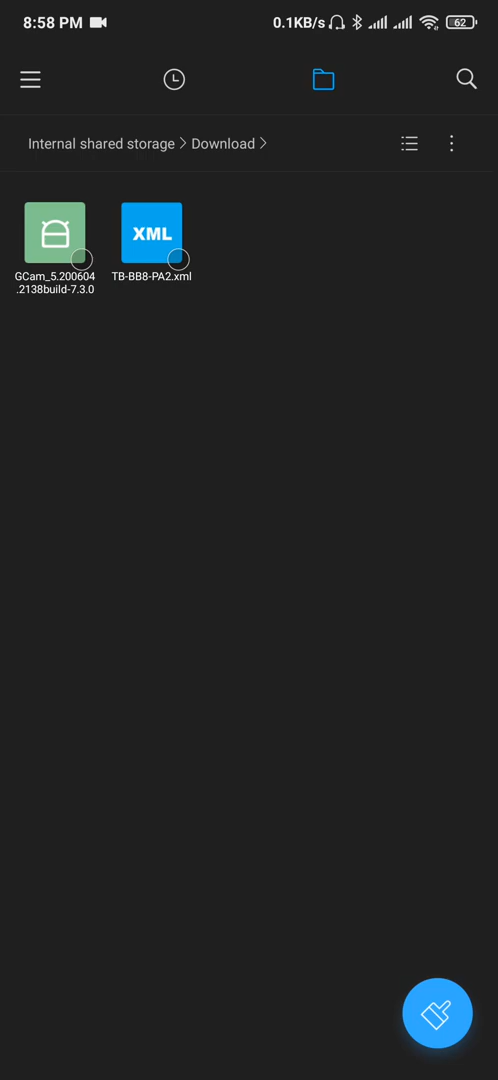 8:58 PM 0.1KB/s 62
Internal shared storage > Download >
XML
GCam_5.200604 TB-BB8-PA2.xml
.2138build-7.3.0